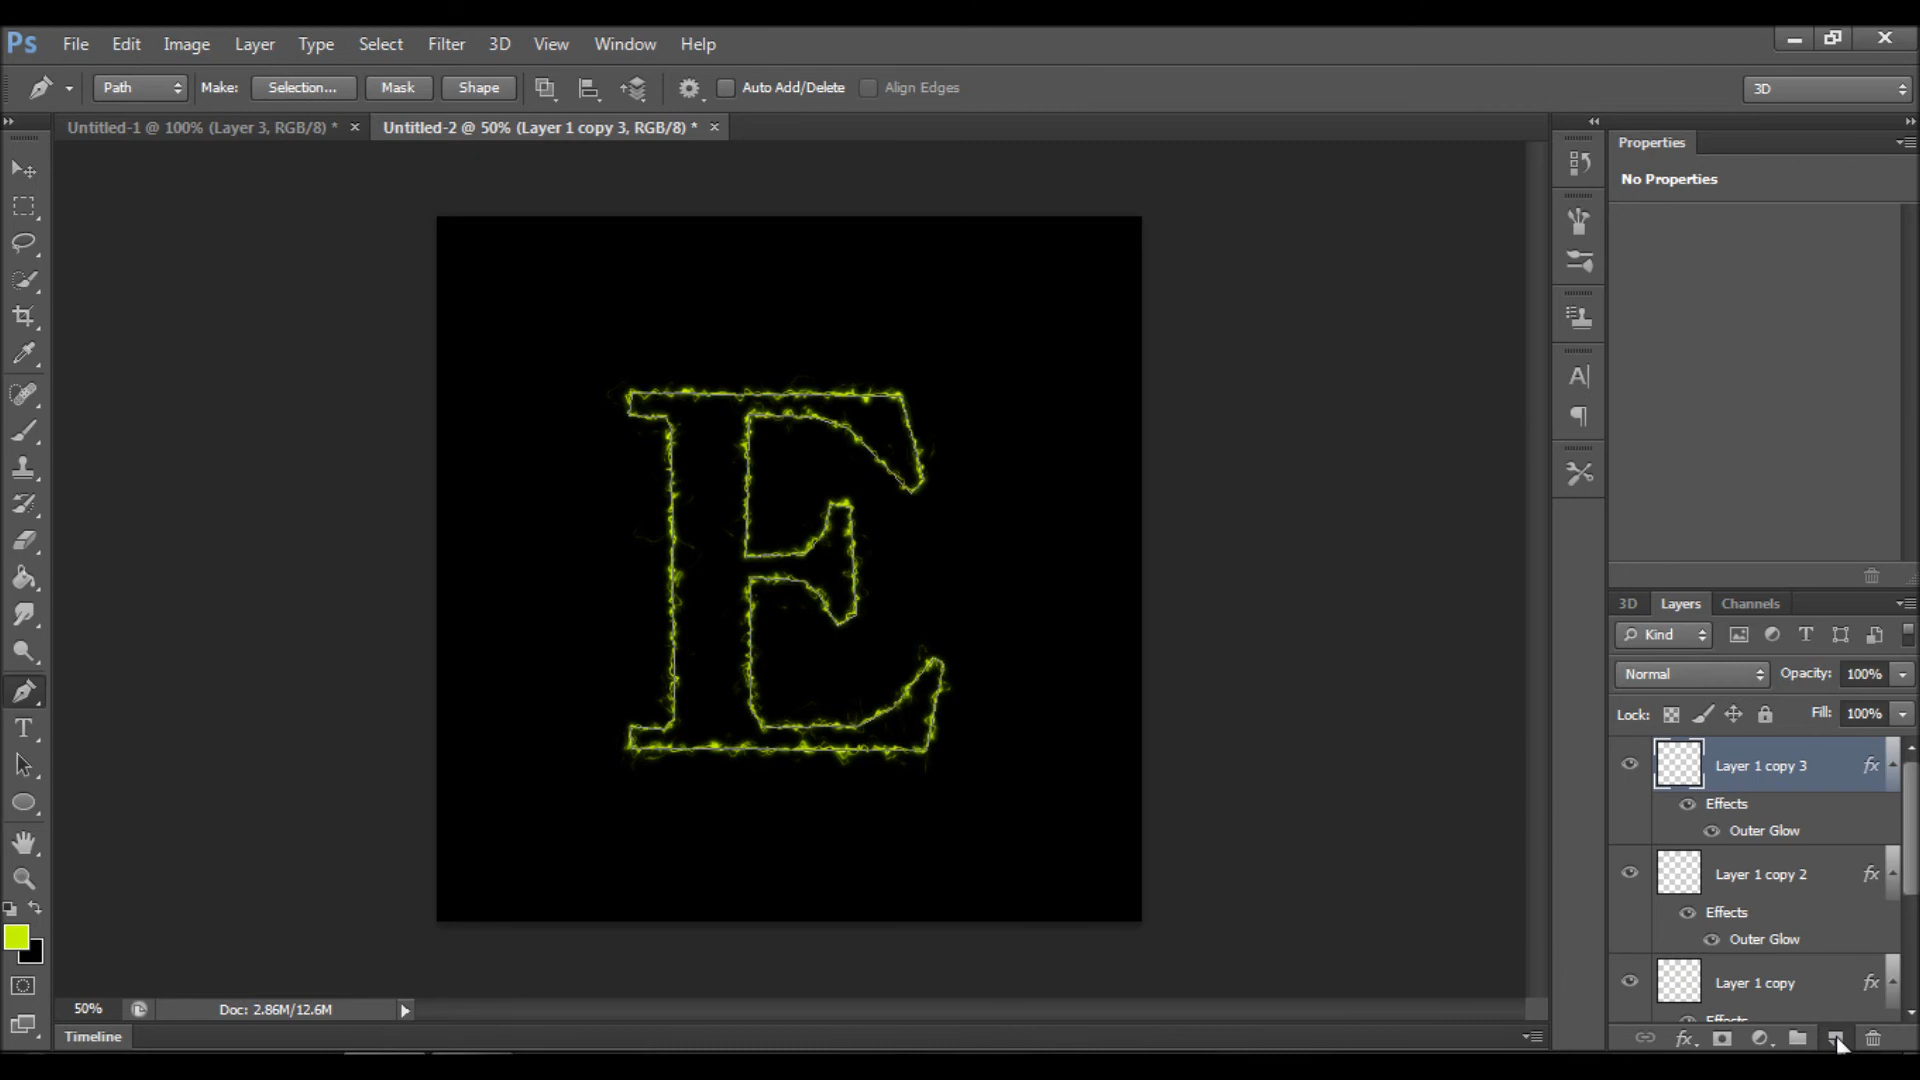 Ps File Edit Image Layer Type Select Filter 3D View Window Help
Path Make: Selection... Mask Shape Auto Add/Delete Align Edges 3D
Untitled-1 @ 100% (Layer 3, RGB/8) * × Untitled-2 @ 50% (Layer 1 copy 3, RGB/8) * ×
Properties
No Properties
E
3D Layers Channels
Kind
Normal Opacity: 100%
Lock: Fill: 100%
Layer 1 copy 3 fx
Effects
Outer Glow
Layer 1 copy 2 fx
Effects
Outer Glow
Layer 1 copy fx
Effects
50% Doc: 2.86M/12.6M
Timeline